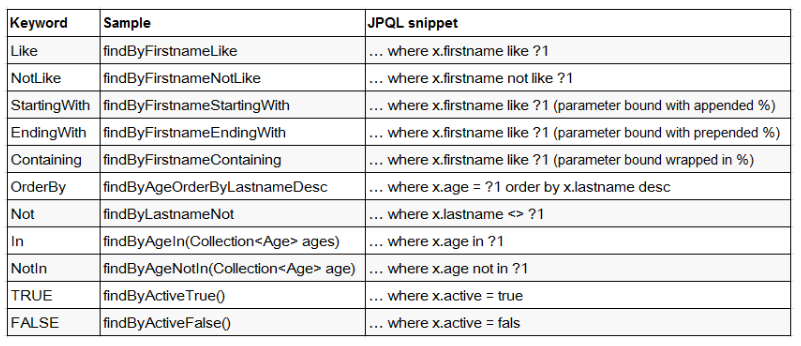 Keyword Sample JPQL snippet
Like findByFirstnameLike … where x.firstname like ?1
NotLike findByFirstnameNotLike … where x.firstname not like ?1
StartingWith findByFirstnameStartingWith … where x.firstname like ?1 (parameter bound with appended %)
EndingWith findByFirstnameEndingWith … where x.firstname like ?1 (parameter bound with prepended %)
Containing findByFirstnameContaining … where x.firstname like ?1 (parameter bound wrapped in %)
OrderBy findByAgeOrderByLastnameDesc … where x.age = ?1 order by x.lastname desc
Not findByLastnameNot … where x.lastname <> ?1
In findByAgeIn(Collection<Age> ages) … where x.age in ?1
NotIn findByAgeNotIn(Collection<Age> age) … where x.age not in ?1
TRUE findByActiveTrue() … where x.active = true
FALSE findByActiveFalse() … where x.active = fals